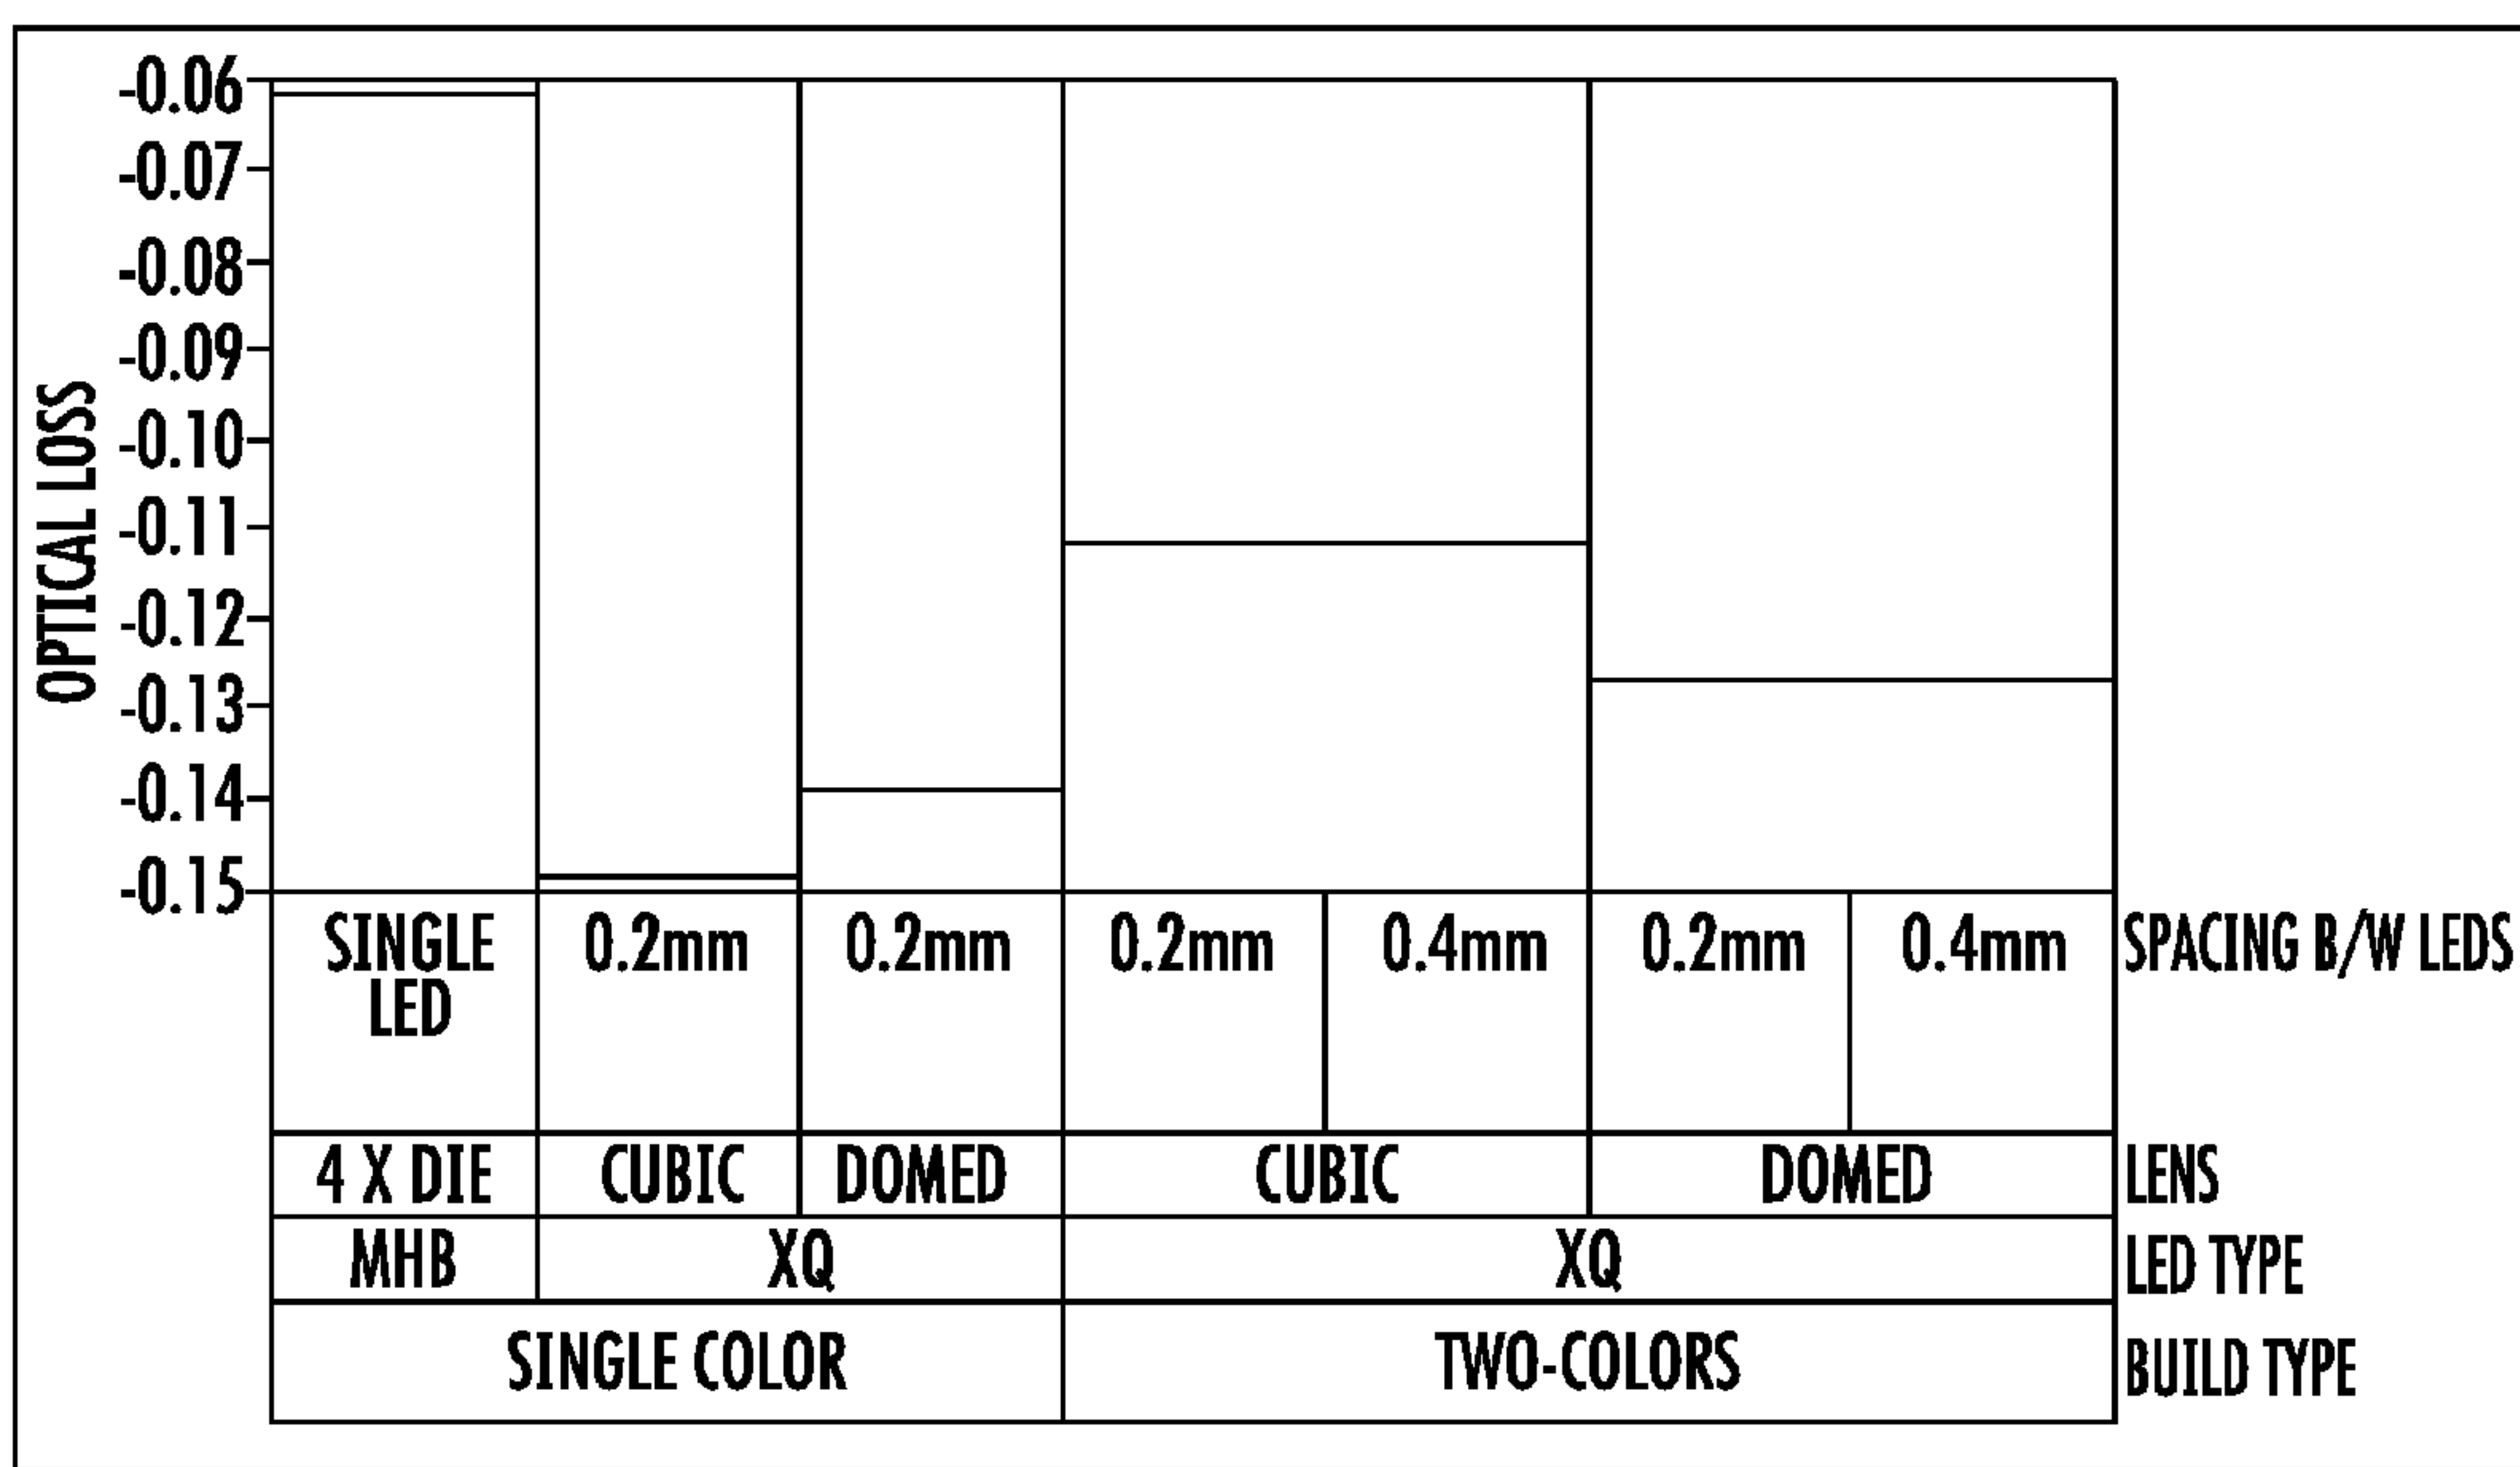 OPTICAL LOSS
-0.06
-0.07
-0.08
-0.09
-0.10
-0.11
-0.12
-0.13
-0.14
-0.15
SINGLE LED 0.2mm 0.2mm 0.2mm 0.4mm 0.2mm 0.4mm SPACING B/W LEDS
4 X DIE CUBIC DOMED CUBIC DOMED LENS
MHB XQ XQ LED TYPE
SINGLE COLOR TWO-COLORS BUILD TYPE